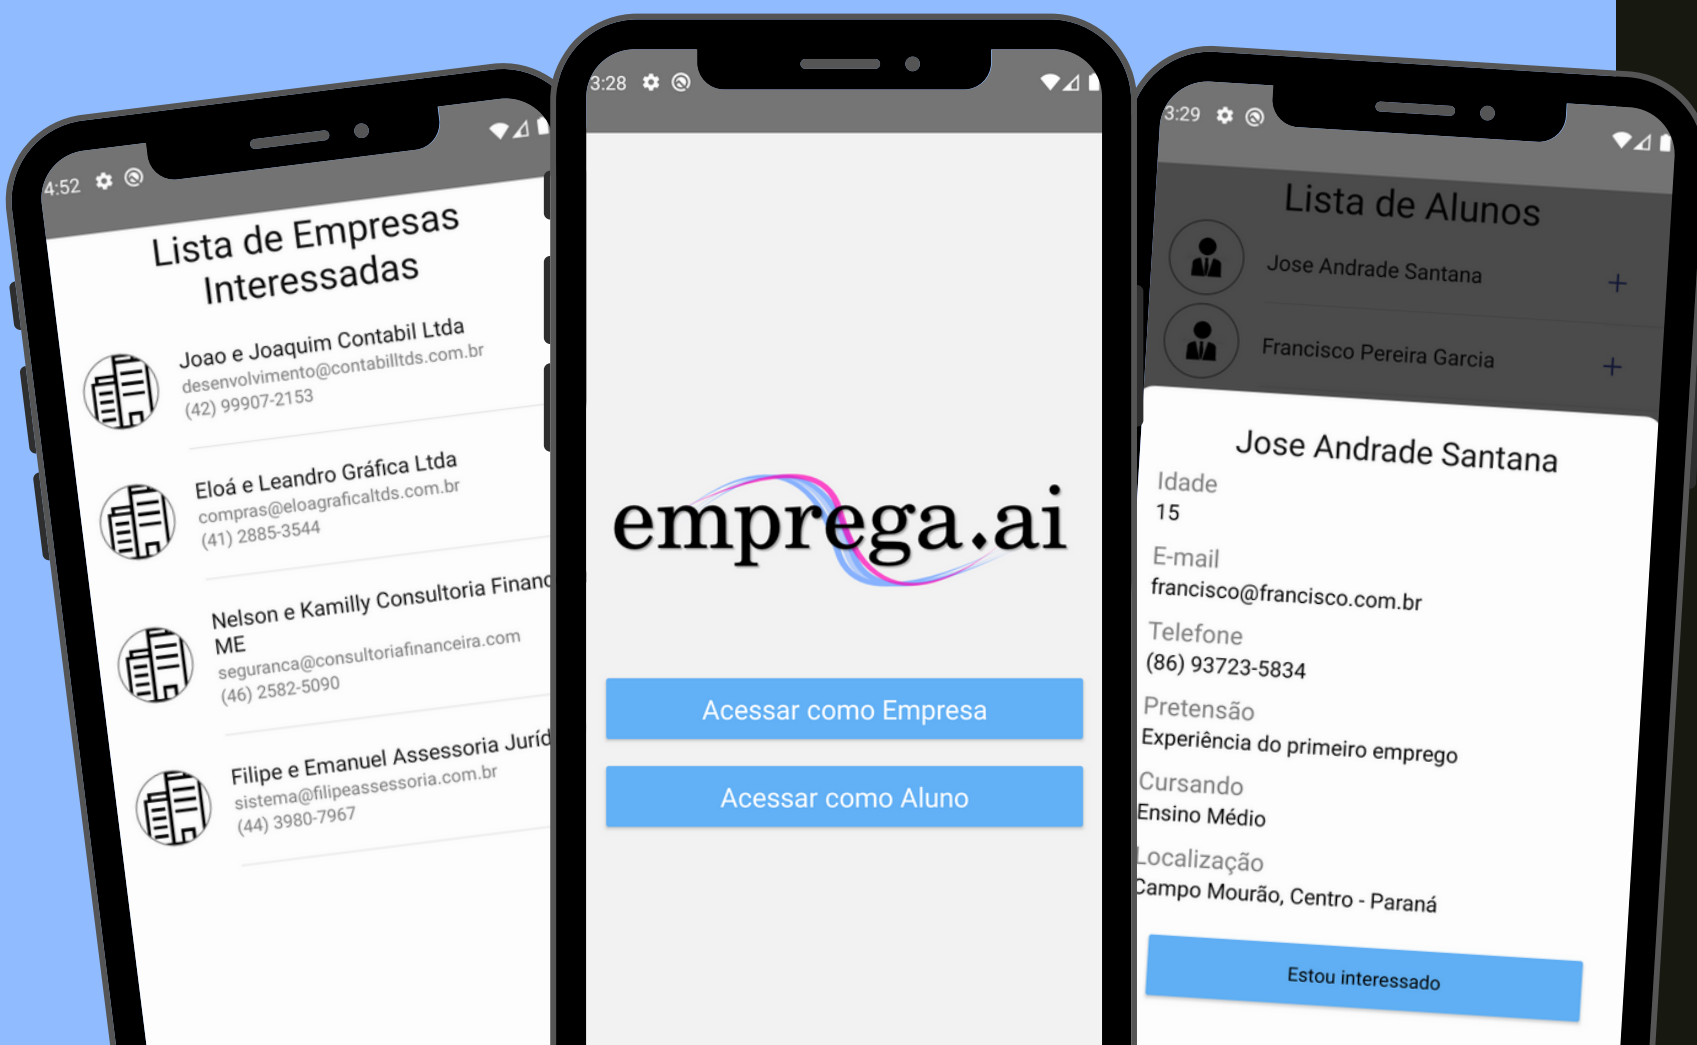 4:52
Lista de Empresas
Interessadas
Joao e Joaquim Contabil Ltda
desenvolvimento@contabilltds.com.br
(42) 99907-2153
Eloá e Leandro Gráfica Ltda
compras@eloagraficaltds.com.br
(41) 2885-3544
Nelson e Kamilly Consultoria Financ
ME
seguranca@consultoriafinanceira.com
(46) 2582-5090
Filipe e Emanuel Assessoria Juríd
sistema@filipeassessoria.com.br
(44) 3980-7967
3:28
emprega.ai
Acessar como Empresa
Acessar como Aluno
3:29
Lista de Alunos
Jose Andrade Santana
+
Francisco Pereira Garcia
+
Jose Andrade Santana
Idade
15
E-mail
francisco@francisco.com.br
Telefone
(86) 93723-5834
Pretensão
Experiência do primeiro emprego
Cursando
Ensino Médio
Localização
Campo Mourão, Centro - Paraná
Estou interessado